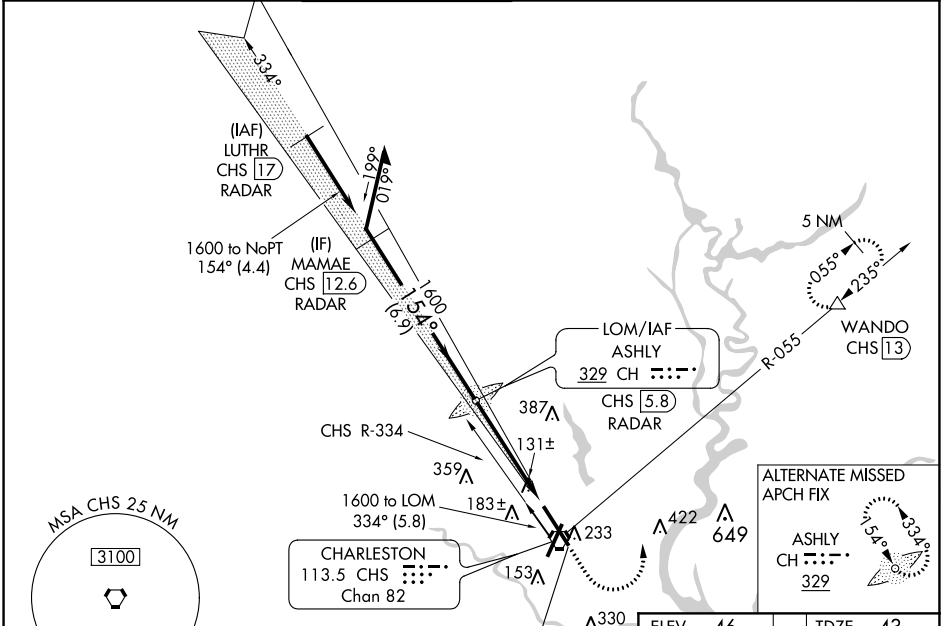 334°
(IAF)
LUTHR
CHS 17
RADAR
199°
019°
1600 to NoPT
154° (4.4)
(IF)
MAMAE
CHS 12.6
RADAR
1600
154°
(6.9)
5 NM
055°
235°
WANDO
CHS 13
R-055
LOM/IAF
ASHLY
329 CH
CHS 5.8
RADAR
387
131±
CHS R-334
359
183±
1600 to LOM
334° (5.8)
233
422
649
ALTERNATE MISSED
APCH FIX
ASHLY
CH
329
154°
334°
MSA CHS 25 NM
3100
CHARLESTON
113.5 CHS
Chan 82
153
330
ELEV 46
TDZE 42